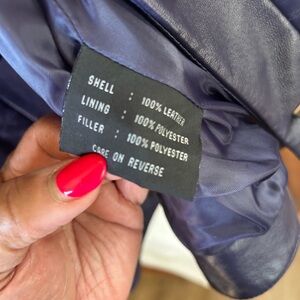 SHELL : 100% LEATHER
LINING : 100% POLYESTER
FILLER : 100% POLYESTER
CARE ON REVERSE